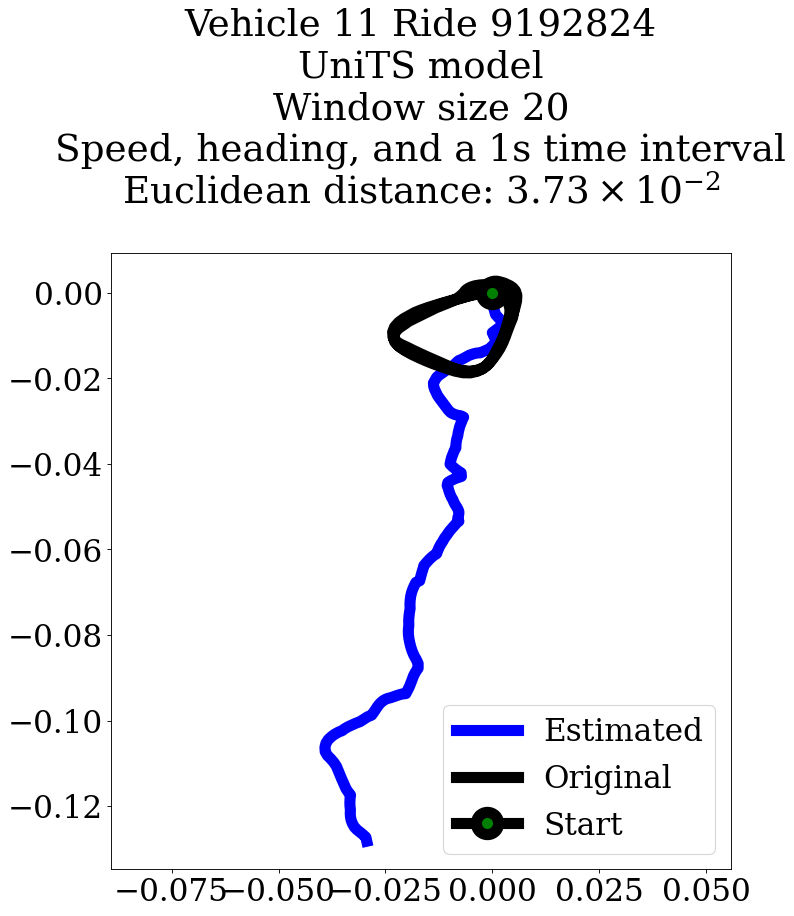 Vehicle 11 Ride 9192824
UniTS model
Window size 20
Speed, heading, and a 1s time interval
Euclidean distance: 3.73 × 10⁻²
0.00
−0.02
−0.04
−0.06
−0.08
−0.10
−0.12
Estimated
Original
Start
−0.075 −0.050 −0.025 0.000 0.025 0.050